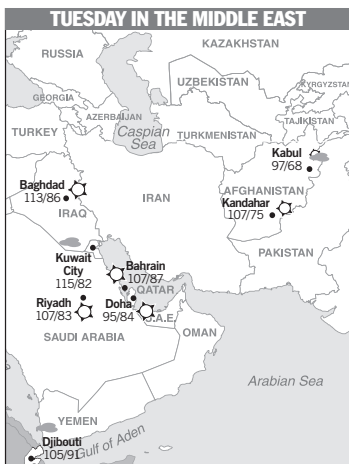 TUESDAY IN THE MIDDLE EAST
KAZAKHSTAN
RUSSIA
UZBEKISTAN
KYRGYZSTAN
GEORGIA
TAJIKISTAN
AZERBAIJAN
Caspian
Sea
TURKEY
TURKMENISTAN
Kabul
97/68
Baghdad
113/86
IRAQ
IRAN
AFGHANISTAN
Kandahar
107/75
PAKISTAN
Kuwait
City
115/82
Bahrain
107/87
QATAR
Riyadh
107/83
Doha
95/84
U.A.E.
OMAN
SAUDI ARABIA
Arabian Sea
YEMEN
Gulf of Aden
Djibouti
105/91